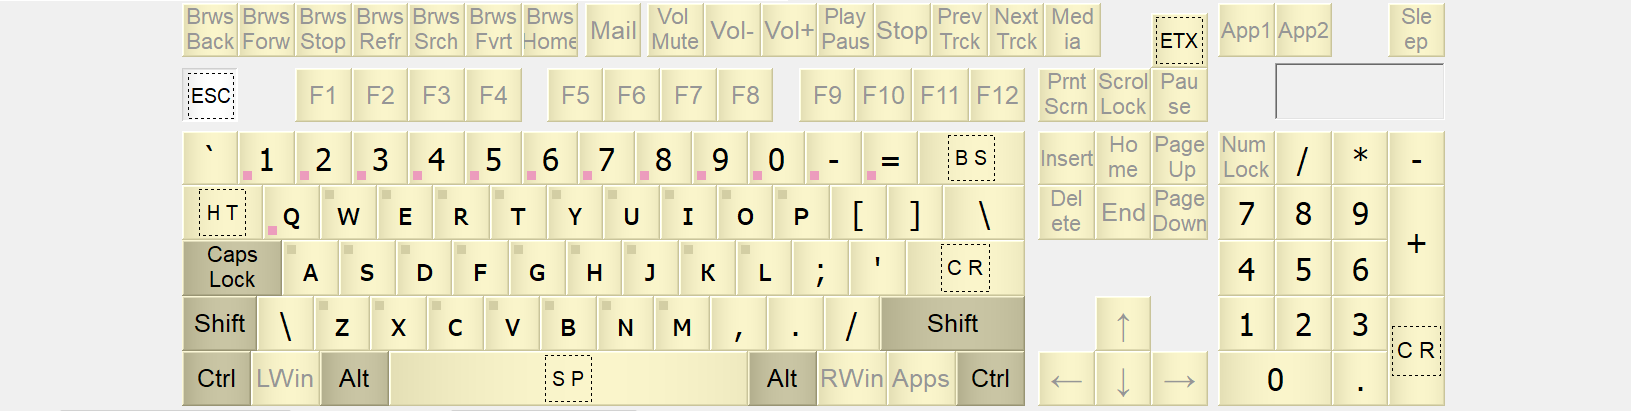 Brws Back Brws Forw Brws Stop Brws Refr Brws Srch Brws Fvrt Brws Home Mail Vol Mute Vol- Vol+ Play Paus Stop Prev Trck Next Trck Med ia ETX App1 App2 Sle ep
ESC F1 F2 F3 F4 F5 F6 F7 F8 F9 F10 F11 F12 Prnt Scrn Scrol Lock Pau se
` 1 2 3 4 5 6 7 8 9 0 - = BS Insert Ho me Page Up Num Lock / * -
HT Q W E R T Y U I O P [ ] \ Del ete End Page Down 7 8 9 +
Caps Lock A S D F G H J K L ; ' CR 4 5 6
Shift \ Z X C V B N M , . / Shift ↑ 1 2 3 CR
Ctrl LWin Alt SP Alt RWin Apps Ctrl ← ↓ → 0 .